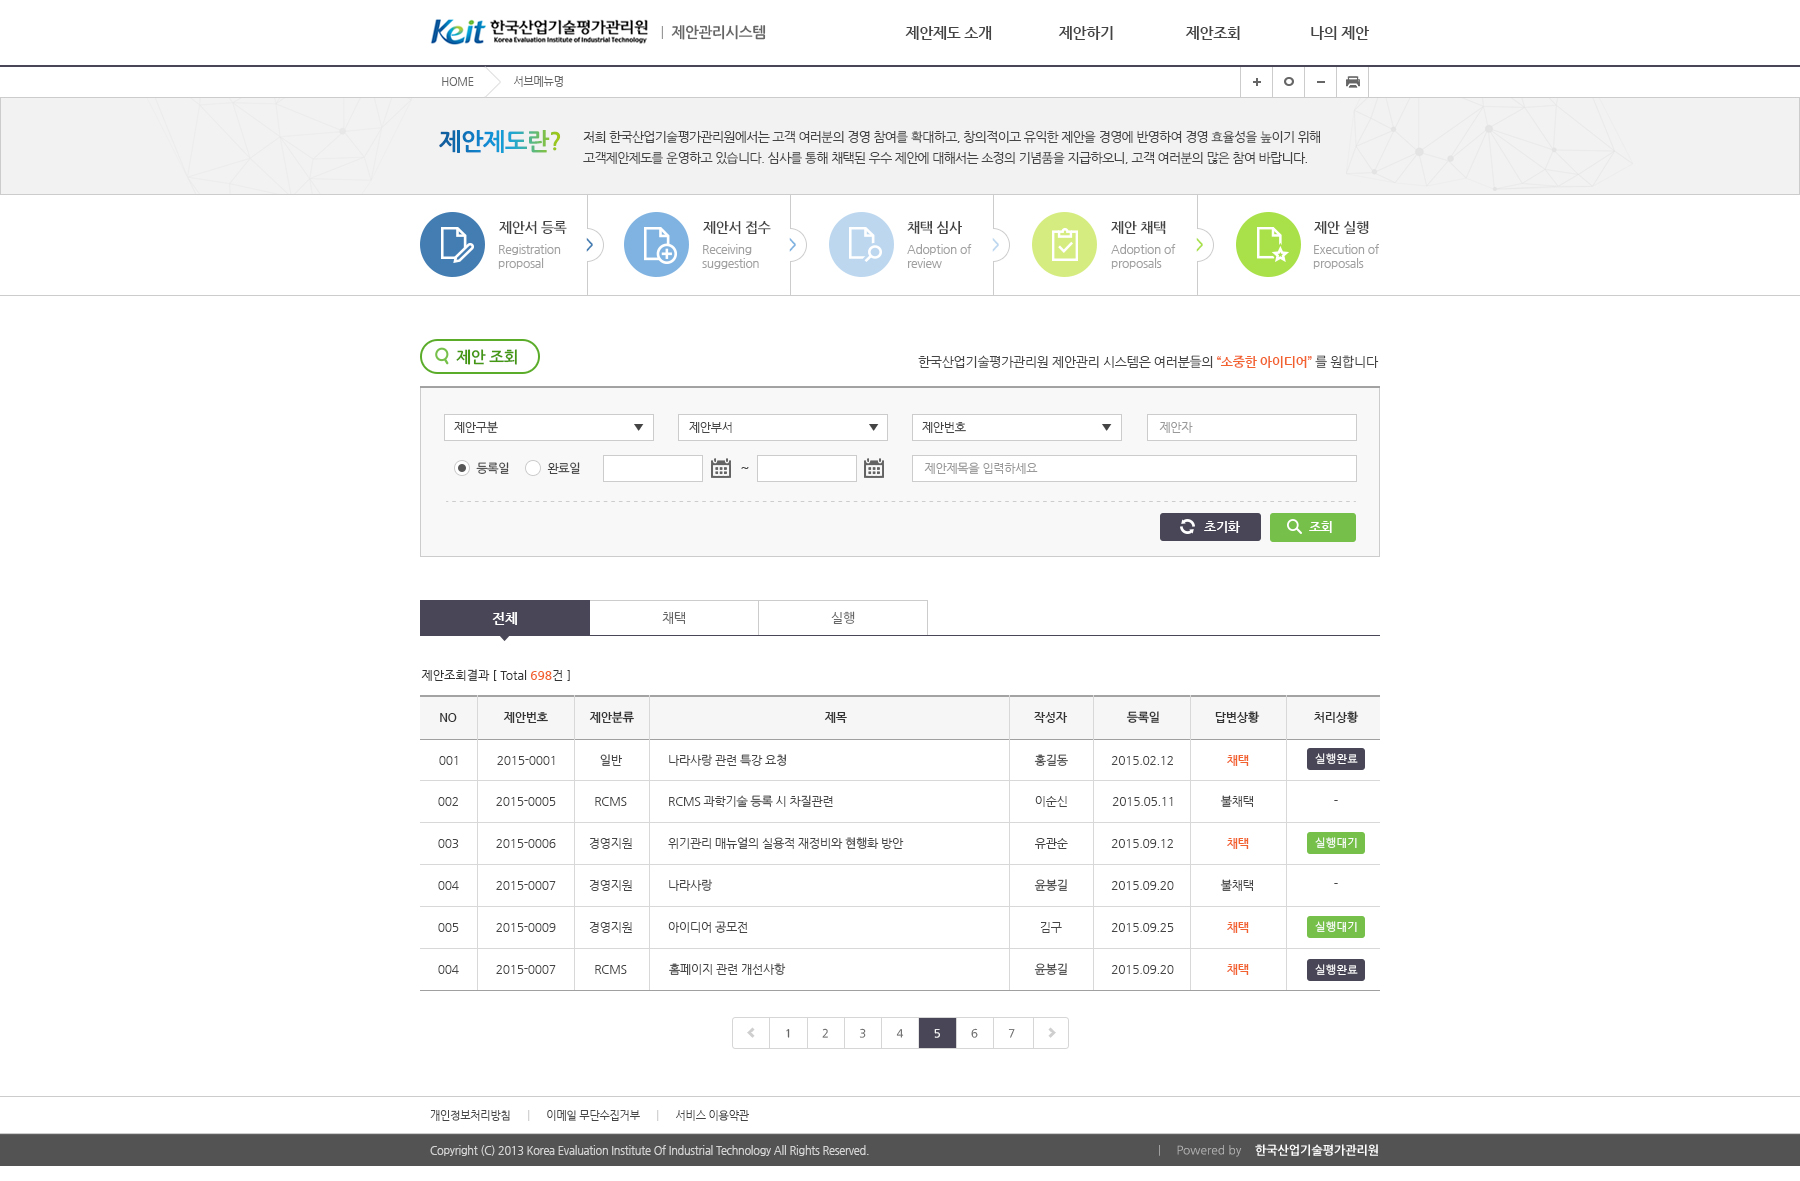 Keit 한국산업기술평가관리원 | 제안관리시스템
Korea Evaluation Institute of Industrial Technology
제안제도 소개 제안하기 제안조회 나의 제안
HOME 서브메뉴명
제안제도란?
저희 한국산업기술평가관리원에서는 고객 여러분의 경영 참여를 확대하고, 창의적이고 유익한 제안을 경영에 반영하여 경영 효율성을 높이기 위해
고객제안제도를 운영하고 있습니다. 심사를 통해 채택된 우수 제안에 대해서는 소정의 기념품을 지급하오니, 고객 여러분의 많은 참여 바랍니다.
제안서 등록
Registration
proposal
제안서 접수
Receiving
suggestion
채택 심사
Adoption of
review
제안 채택
Adoption of
proposals
제안 실행
Execution of
proposals
제안 조회
한국산업기술평가관리원 제안관리 시스템은 여러분들의 “소중한 아이디어” 를 원합니다
제안구분 제안부서 제안번호 제안자
등록일 완료일 ~ 제안제목을 입력하세요
초기화 조회
전체 채택 실행
제안조회결과 [ Total 698건 ]
NO 제안번호 제안분류 제목 작성자 등록일 답변상황 처리상황
001 2015-0001 일반 나라사랑 관련 특강 요청 홍길동 2015.02.12 채택 실행완료
002 2015-0005 RCMS RCMS 과학기술 등록 시 차질관련 이순신 2015.05.11 불채택 -
003 2015-0006 경영지원 위기관리 매뉴얼의 실용적 재정비와 현행화 방안 유관순 2015.09.12 채택 실행대기
004 2015-0007 경영지원 나라사랑 윤봉길 2015.09.20 불채택 -
005 2015-0009 경영지원 아이디어 공모전 김구 2015.09.25 채택 실행대기
004 2015-0007 RCMS 홈페이지 관련 개선사항 윤봉길 2015.09.20 채택 실행완료
1 2 3 4 5 6 7
개인정보처리방침 | 이메일 무단수집거부 | 서비스 이용약관
Copyright (C) 2013 Korea Evaluation Institute Of Industrial Technology All Rights Reserved. | Powered by 한국산업기술평가관리원